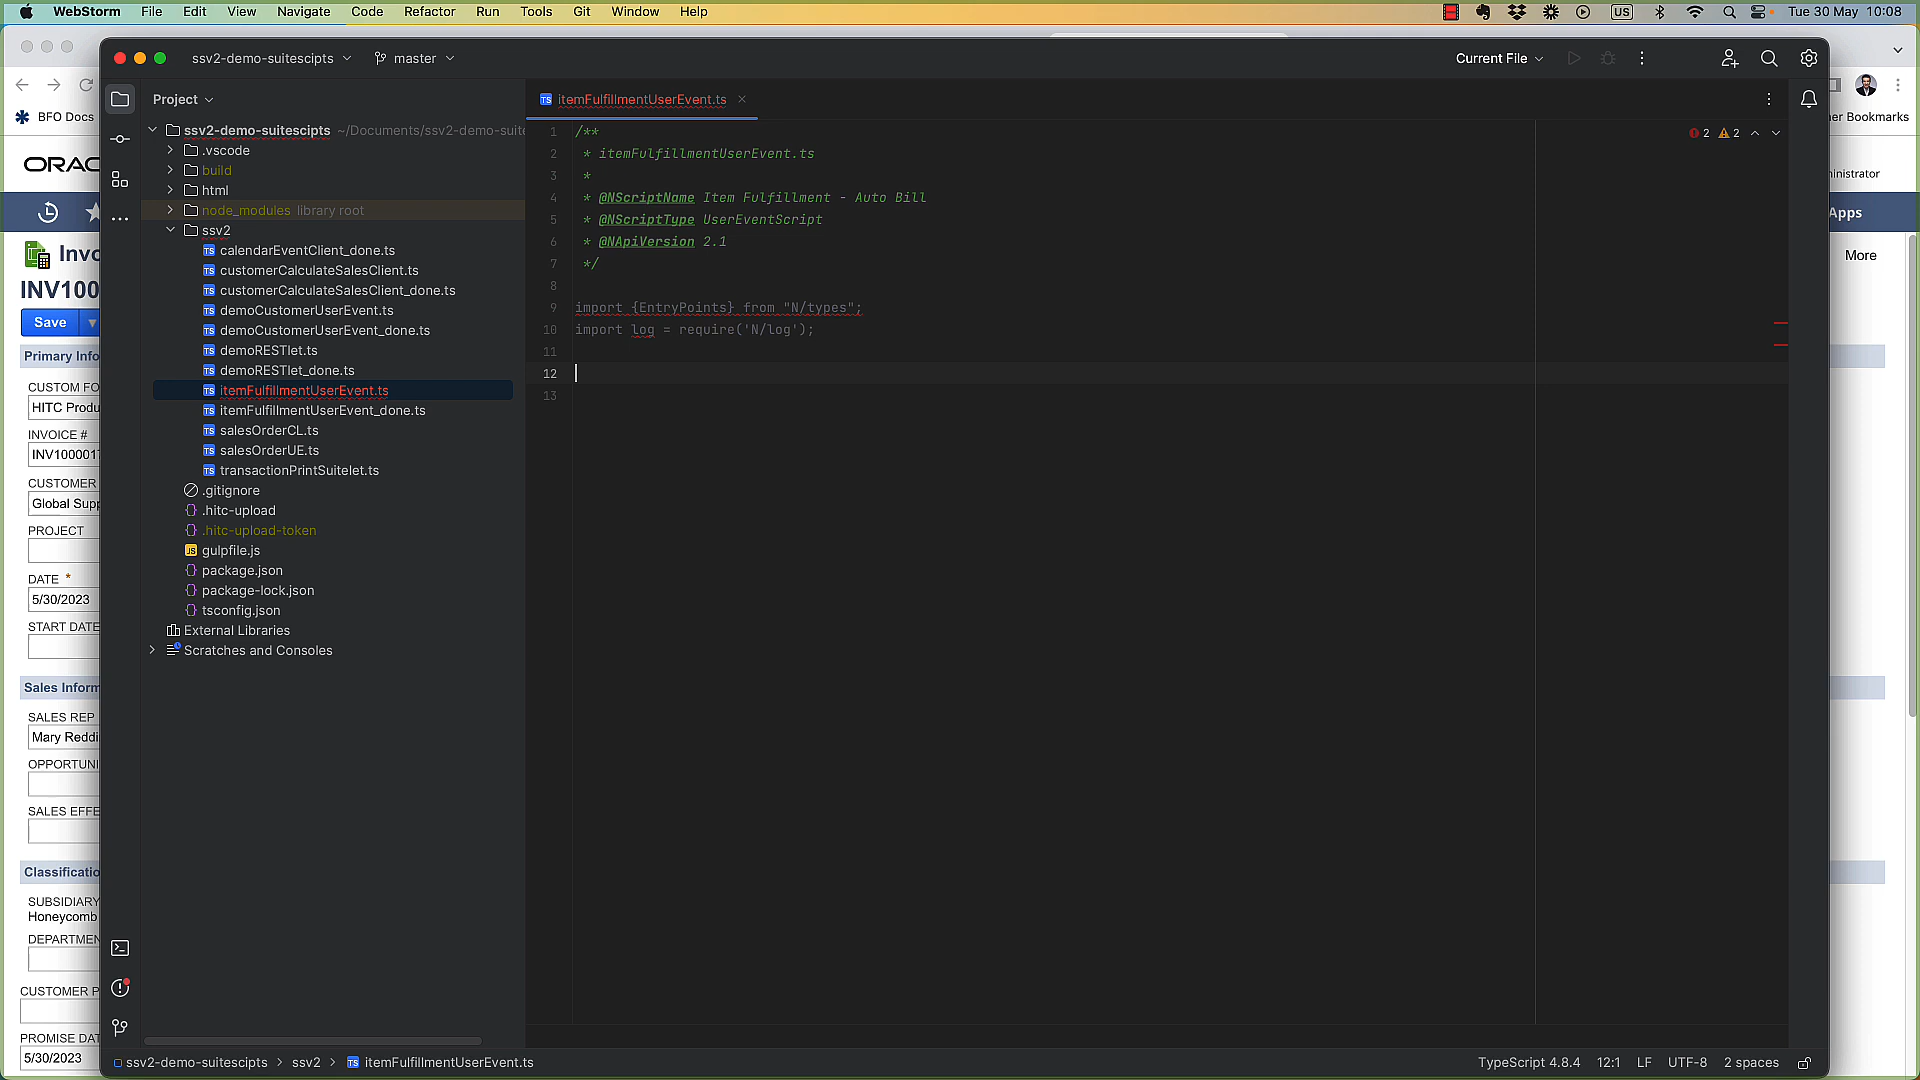 WebStorm File Edit View Navigate Code Refactor Run Tools Git Window Help US Tue 30 May 10:08
ssv2-demo-suitescipts master Current File
Project
itemFulfillmentUserEvent.ts
BFO Docs
er Bookmarks
ssv2-demo-suitescipts ~/Documents/ssv2-demo-suite
.vscode
build
html
node_modules library root
ssv2
calendarEventClient_done.ts
customerCalculateSalesClient.ts
customerCalculateSalesClient_done.ts
demoCustomerUserEvent.ts
demoCustomerUserEvent_done.ts
demoRESTlet.ts
demoRESTlet_done.ts
itemFulfillmentUserEvent.ts
itemFulfillmentUserEvent_done.ts
salesOrderCL.ts
salesOrderUE.ts
transactionPrintSuitelet.ts
.gitignore
.hitc-upload
.hitc-upload-token
gulpfile.js
package.json
package-lock.json
tsconfig.json
External Libraries
Scratches and Consoles
1 /**
2 * itemFulfillmentUserEvent.ts
3 *
4 * @NScriptName Item Fulfillment - Auto Bill
5 * @NScriptType UserEventScript
6 * @NApiVersion 2.1
7 */
8
9 import {EntryPoints} from "N/types";
10 import log = require('N/log');
11
12
13
2 2
ORAC
ministrator
Apps
Invo
More
INV100
Save
Primary Info
CUSTOM FO
HITC Produ
INVOICE #
INV1000017
CUSTOMER
Global Supp
PROJECT
DATE *
5/30/2023
START DATE
Sales Inform
SALES REP
Mary Reddi
OPPORTUNI
SALES EFFE
Classificatio
SUBSIDIARY
Honeycomb
DEPARTMEN
CUSTOMER P
PROMISE DAT
5/30/2023
ssv2-demo-suitescipts > ssv2 > itemFulfillmentUserEvent.ts
TypeScript 4.8.4 12:1 LF UTF-8 2 spaces